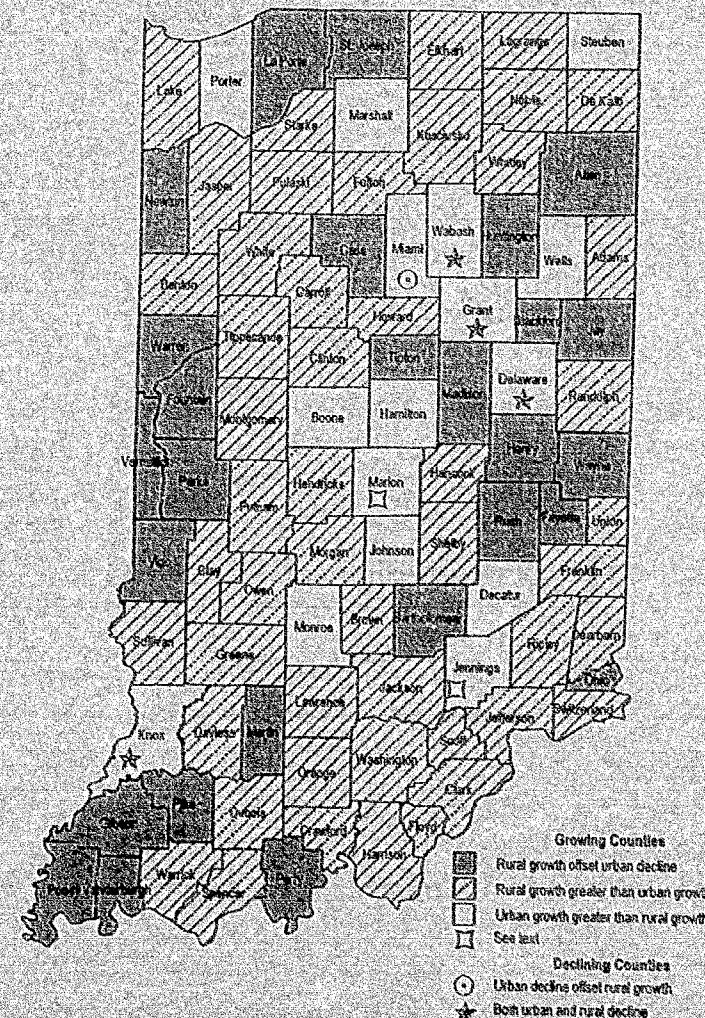 La Porte
St. Joseph
Elkhart
Lagrange
Steuben
Lake
Porter
Marshall
Noble
De Kalb
Starke
Kosciusko
Whitley
Allen
Newton
Jasper
Pulaski
Fulton
Wabash
Huntington
White
Cass
Miami
Wells
Adams
Benton
Carroll
Howard
Grant
Blackford
Jay
Warren
Tippecanoe
Clinton
Tipton
Madison
Delaware
Randolph
Fountain
Montgomery
Boone
Hamilton
Henry
Wayne
Vermillion
Parke
Putnam
Hendricks
Marion
Hancock
Rush
Fayette
Union
Vigo
Clay
Owen
Morgan
Johnson
Shelby
Decatur
Franklin
Sullivan
Greene
Monroe
Brown
Bartholomew
Jennings
Ripley
Dearborn
Ohio
Knox
Daviess
Martin
Lawrence
Jackson
Jefferson
Switzerland
Scott
Gibson
Pike
Dubois
Orange
Washington
Clark
Posey
Vanderburgh
Warrick
Spencer
Perry
Crawford
Harrison
Floyd
Growing Counties
Rural growth offset urban decline
Rural growth greater than urban growth
Urban growth greater than rural growth
See text
Declining Counties
Urban decline offset rural growth
Both urban and rural decline